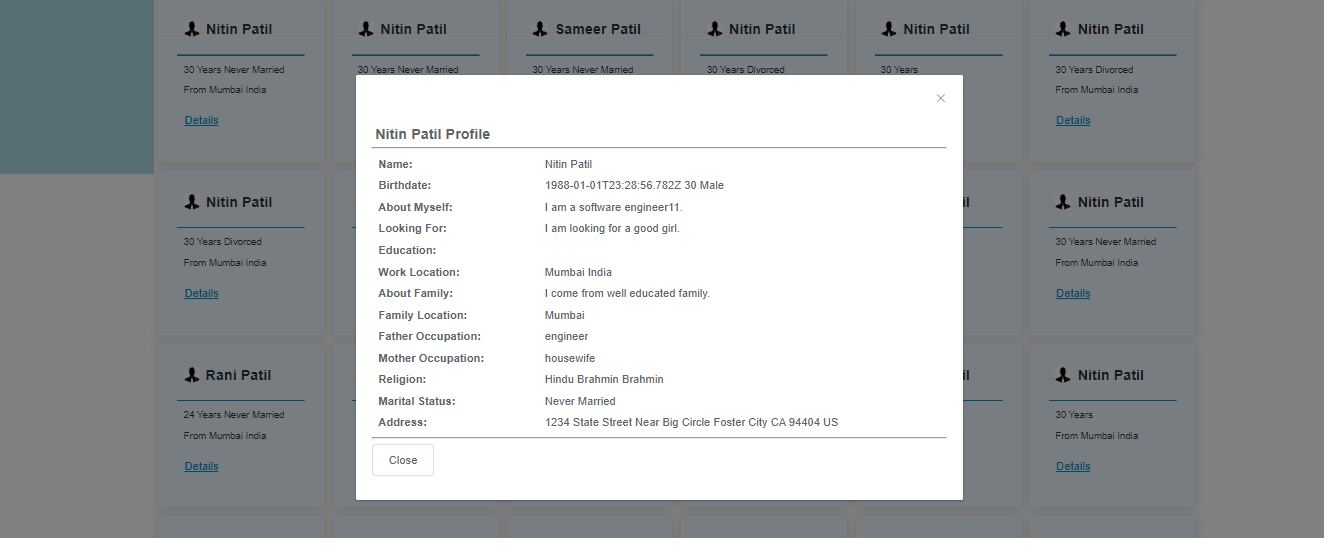 Nitin Patil
Nitin Patil
Sameer Patil
Nitin Patil
Nitin Patil
Nitin Patil
30 Years Never Married
30 Years Never Married
30 Years Never Married
30 Years Divorced
30 Years
30 Years Divorced
From Mumbai India
From Mumbai India
Details
Details
Nitin Patil Profile
Name: Nitin Patil
Birthdate: 1988-01-01T23:28:56.782Z 30 Male
About Myself: I am a software engineer11.
Looking For: I am looking for a good girl.
Education:
Work Location: Mumbai India
About Family: I come from well educated family.
Family Location: Mumbai
Father Occupation: engineer
Mother Occupation: housewife
Religion: Hindu Brahmin Brahmin
Marital Status: Never Married
Address: 1234 State Street Near Big Circle Foster City CA 94404 US
Close
Nitin Patil
Nitin Patil
30 Years Divorced
30 Years Never Married
From Mumbai India
From Mumbai India
Details
Details
Rani Patil
Nitin Patil
24 Years Never Married
30 Years
From Mumbai India
From Mumbai India
Details
Details